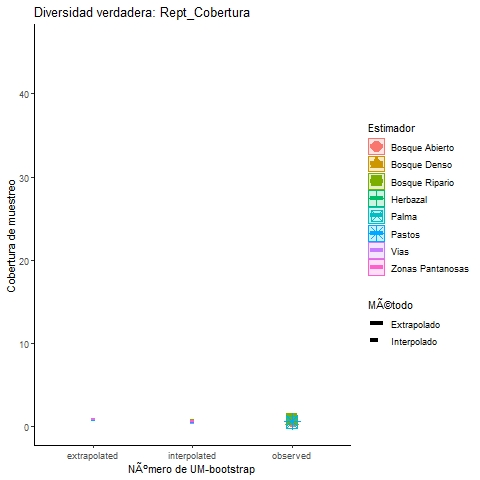 Diversidad verdadera: Rept_Cobertura
Cobertura de muestreo
40
30
20
10
0
extrapolated
interpolated
observed
NÃºmero de UM-bootstrap
Estimador
Bosque Abierto
Bosque Denso
Bosque Ripario
Herbazal
Palma
Pastos
Vias
Zonas Pantanosas
MÃ©todo
Extrapolado
Interpolado